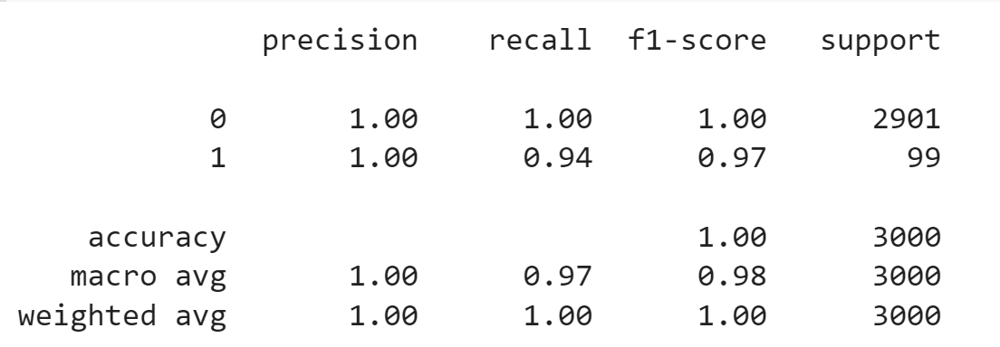 precision recall f1-score support
0 1.00 1.00 1.00 2901
1 1.00 0.94 0.97 99
accuracy 1.00 3000
macro avg 1.00 0.97 0.98 3000
weighted avg 1.00 1.00 1.00 3000